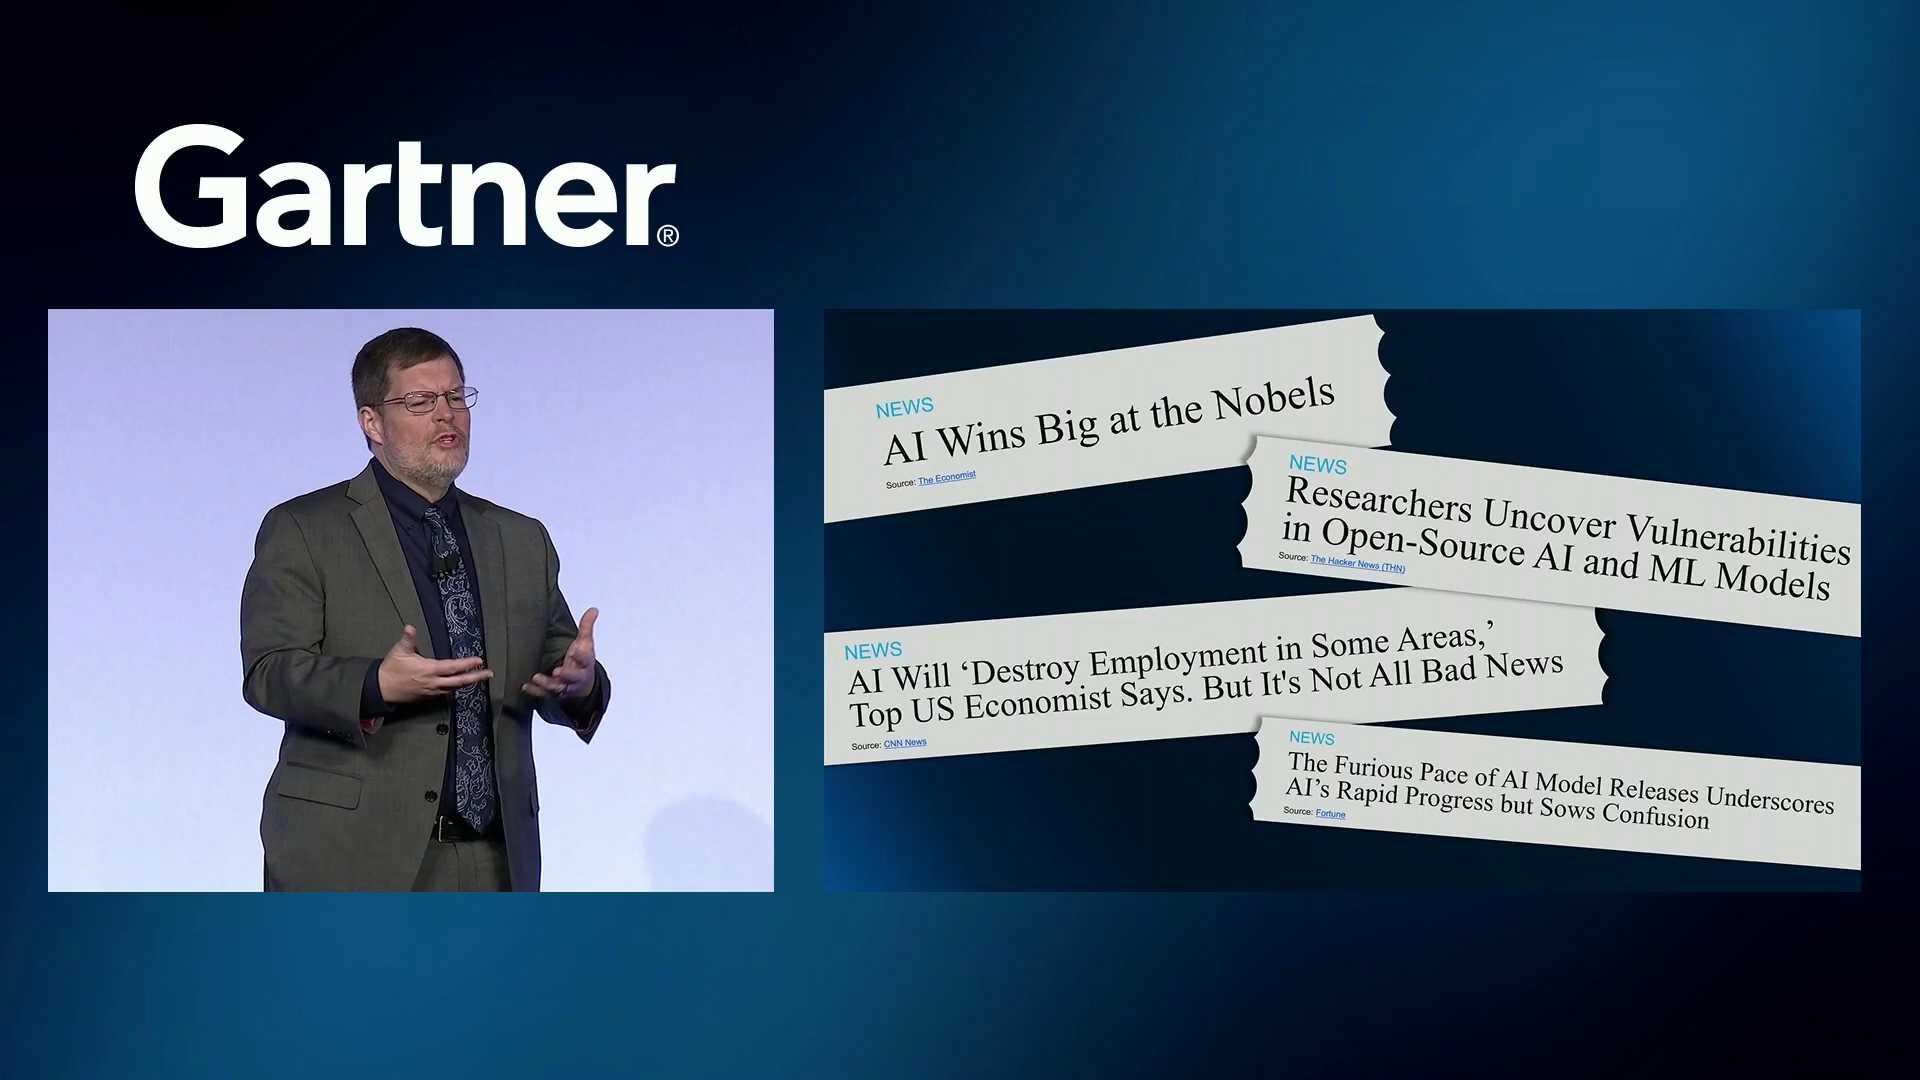 Gartner®
NEWS
AI Wins Big at the Nobels
Source: The Economist
NEWS
Researchers Uncover Vulnerabilities
in Open-Source AI and ML Models
Source: The Hacker News (THN)
NEWS
AI Will ‘Destroy Employment in Some Areas,’
Top US Economist Says. But It's Not All Bad News
Source: CNN News
NEWS
The Furious Pace of AI Model Releases Underscores
AI’s Rapid Progress but Sows Confusion
Source: Fortune